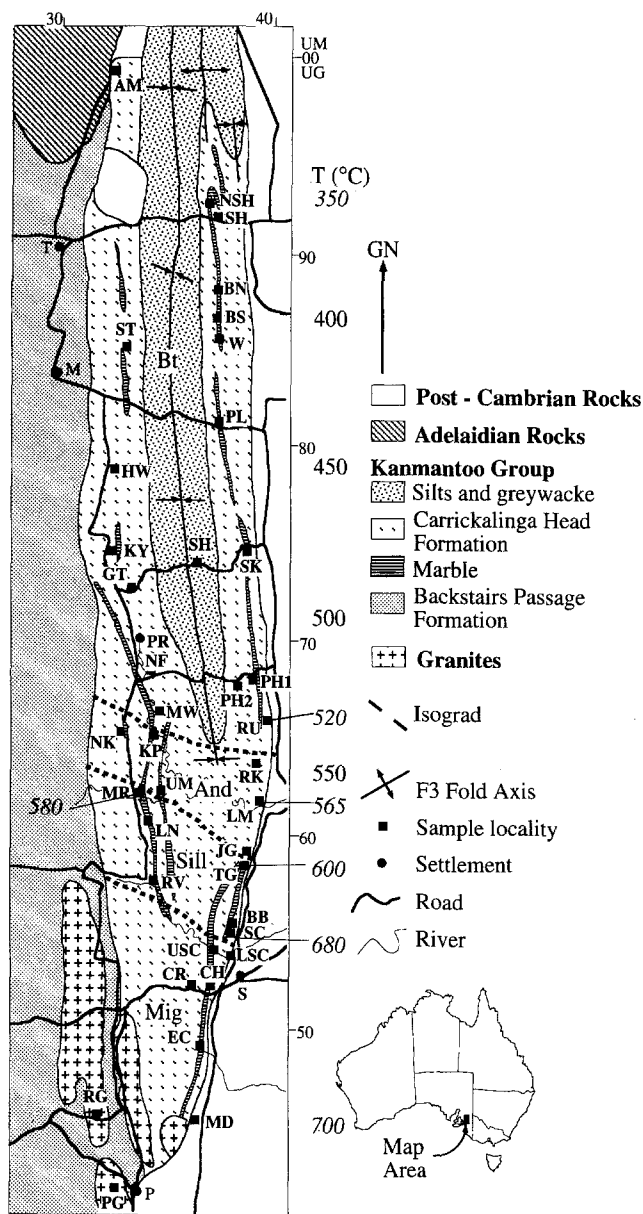 30
40
UM
00
UG
AM
T (°C)
350
NSH
SH
GN
T
90
BN
BS
400
ST
W
Bt
M
PL
80
450
HW
KY
SH
SK
GT
500
70
PR
NF
PH1
PH2
MW
RU
520
NK
KP
RK
550
UM
And
MR
580
LM
565
LN
60
JG
Sill
TG
600
RV
BB
SC
USC
LSC
680
CR
CH
S
Mig
50
EC
RG
MD
700
PG
P
Post - Cambrian Rocks
Adelaidian Rocks
Kanmantoo Group
Silts and greywacke
Carrickalinga Head
Formation
Marble
Backstairs Passage
Formation
Granites
Isograd
F3 Fold Axis
Sample locality
Settlement
Road
River
Map
Area